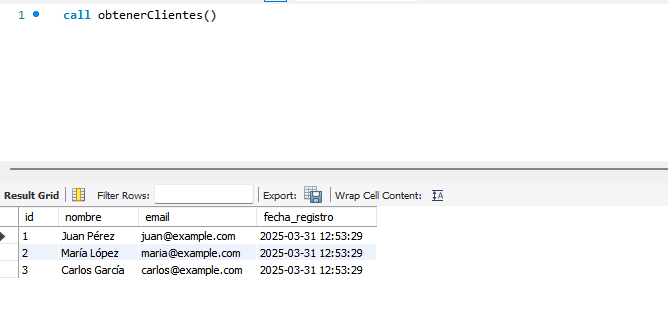 1 call obtenerClientes()
Result Grid Filter Rows: Export: Wrap Cell Content:
id nombre email fecha_registro
1 Juan Pérez juan@example.com 2025-03-31 12:53:29
2 María López maria@example.com 2025-03-31 12:53:29
3 Carlos García carlos@example.com 2025-03-31 12:53:29